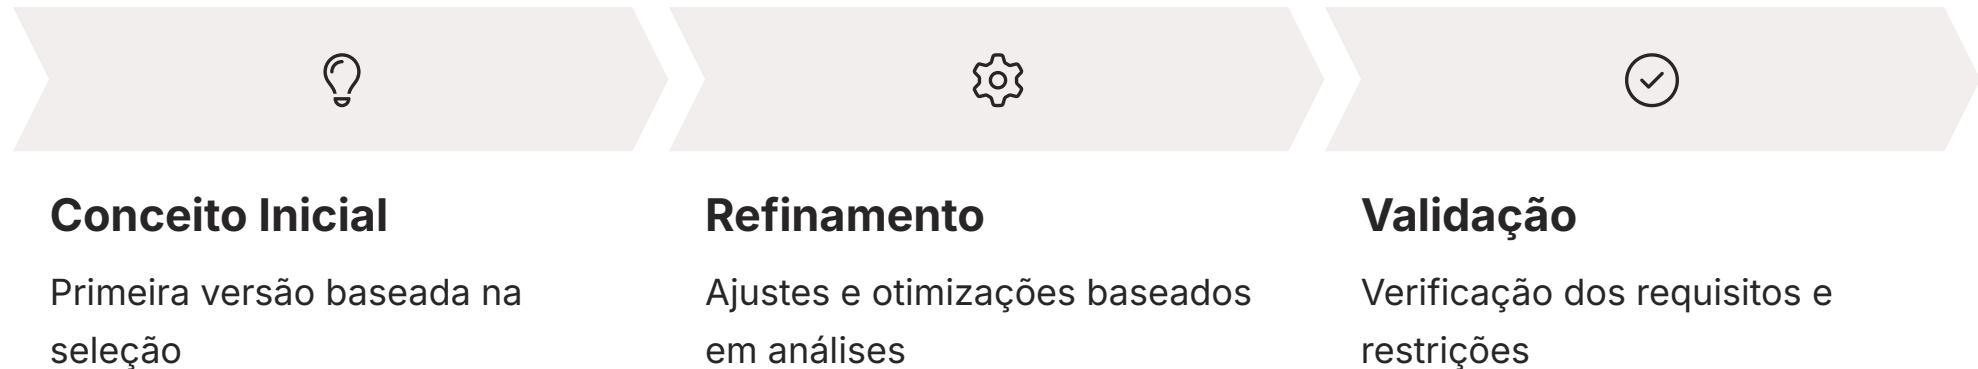 Conceito Inicial
Primeira versão baseada na
seleção
Refinamento
Ajustes e otimizações baseados
em análises
Validação
Verificação dos requisitos e
restrições